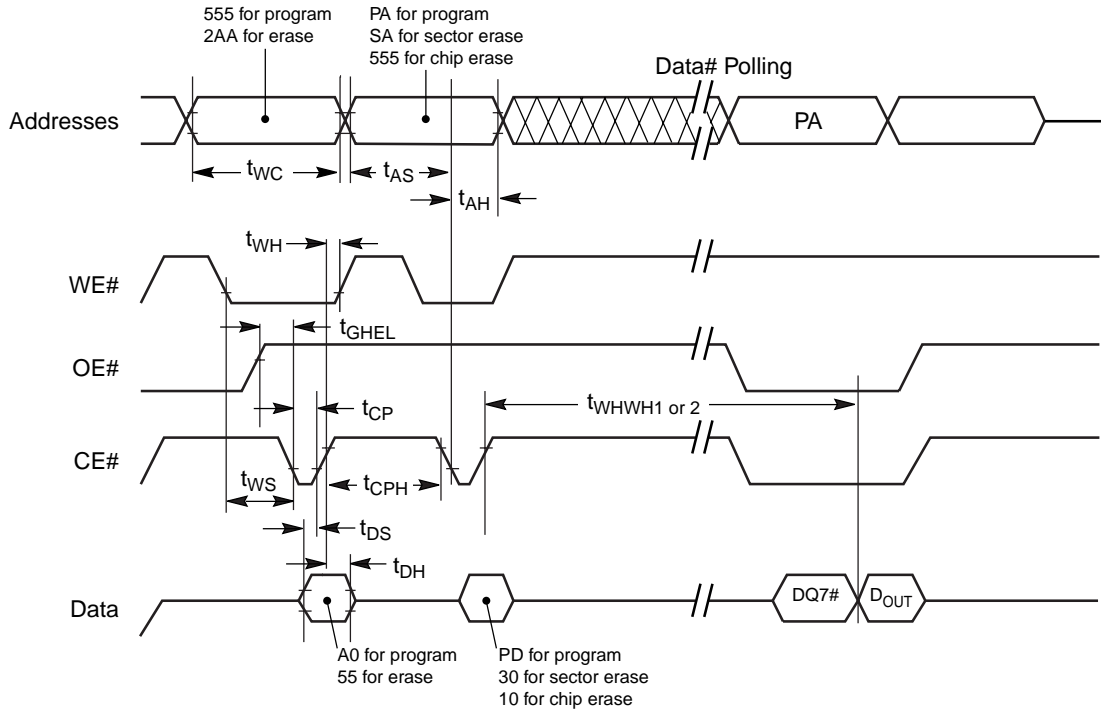 555 for program
2AA for erase
PA for program
SA for sector erase
555 for chip erase
Data# Polling
Addresses
PA
tWC
tAS
tAH
tWH
WE#
tGHEL
OE#
tWHWH1 or 2
tCP
CE#
tWS
tCPH
tDS
tDH
Data
DQ7#
DOUT
A0 for program
55 for erase
PD for program
30 for sector erase
10 for chip erase